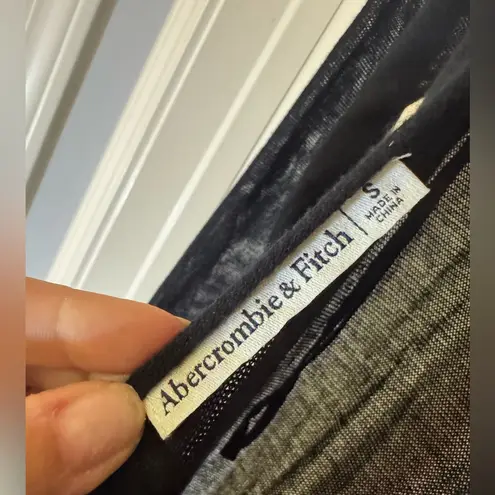 Abercrombie & Fitch | S
MADE IN
CHINA